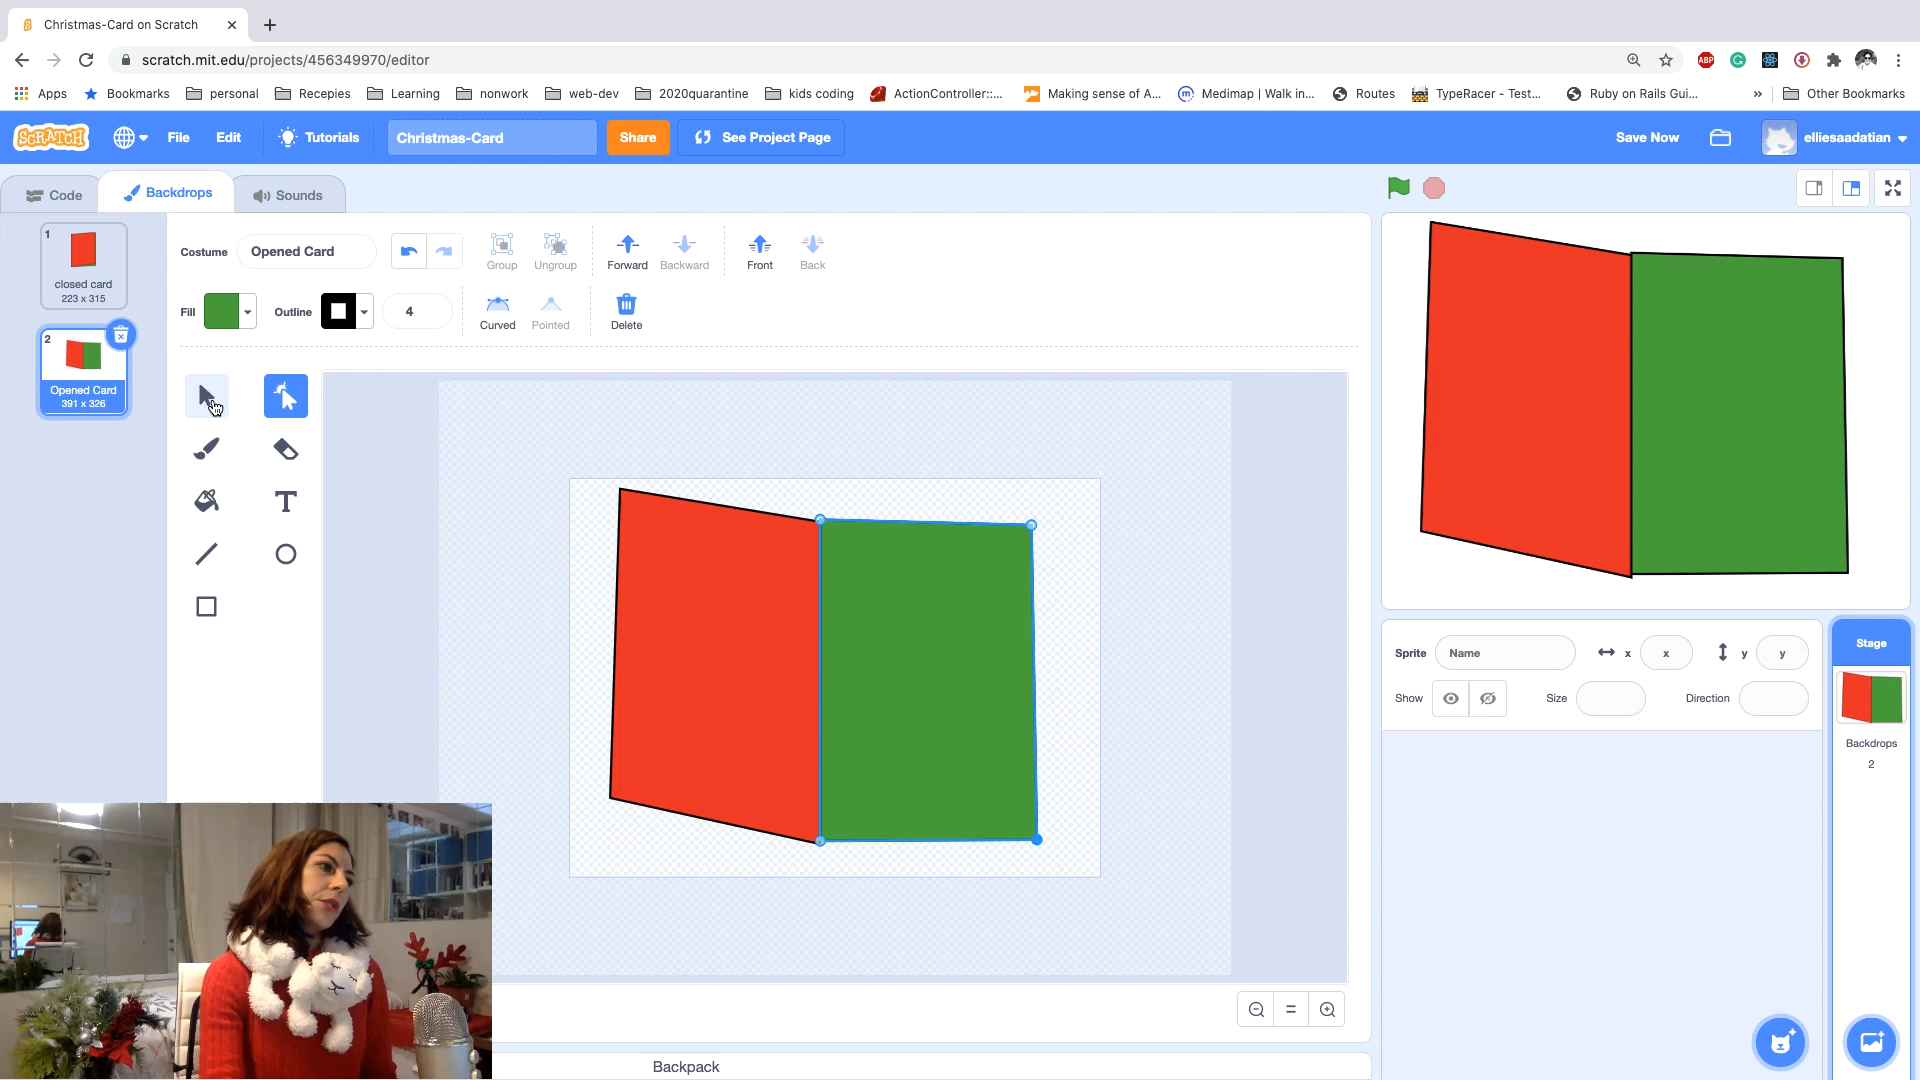 Christmas-Card on Scratch
scratch.mit.edu/projects/456349970/editor
ABP
Apps
Bookmarks
personal
Recepies
Learning
nonwork
web-dev
2020quarantine
kids coding
ActionController::...
Making sense of A...
Medimap | Walk in...
Routes
TypeRacer - Test...
Ruby on Rails Gui...
»
Other Bookmarks
SCRATCH
File
Edit
Tutorials
Christmas-Card
Share
See Project Page
Save Now
elliesaadatian
Code
Backdrops
Sounds
1
closed card
223 x 315
2
Opened Card
391 x 326
Costume
Opened Card
Group
Ungroup
Forward
Backward
Front
Back
Fill
Outline
4
Curved
Pointed
Delete
T
Sprite
Name
x
x
y
y
Show
Size
Direction
Stage
Backdrops
2
Backpack